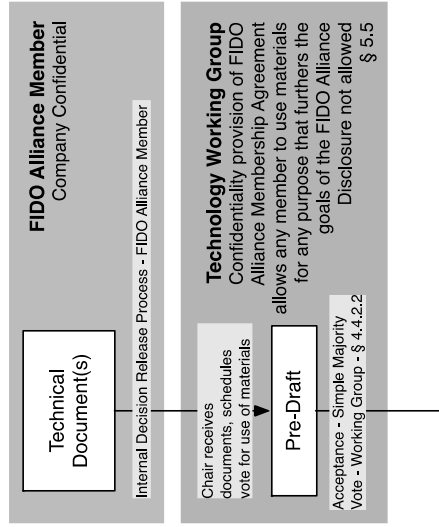 FIDO Alliance Member
Company Confidential
Technical
Document(s)
Internal Decision Release Process - FIDO Alliance Member
Technology Working Group
Confidentiality provision of FIDO
Alliance Membership Agreement
allows any member to use materials
for any purpose that furthers the
goals of the FIDO Alliance
Disclosure not allowed
§ 5.5
Chair receives
documents, schedules
vote for use of materials
Pre-Draft
Acceptance - Simple Majority
Vote - Working Group - § 4.4.2.2